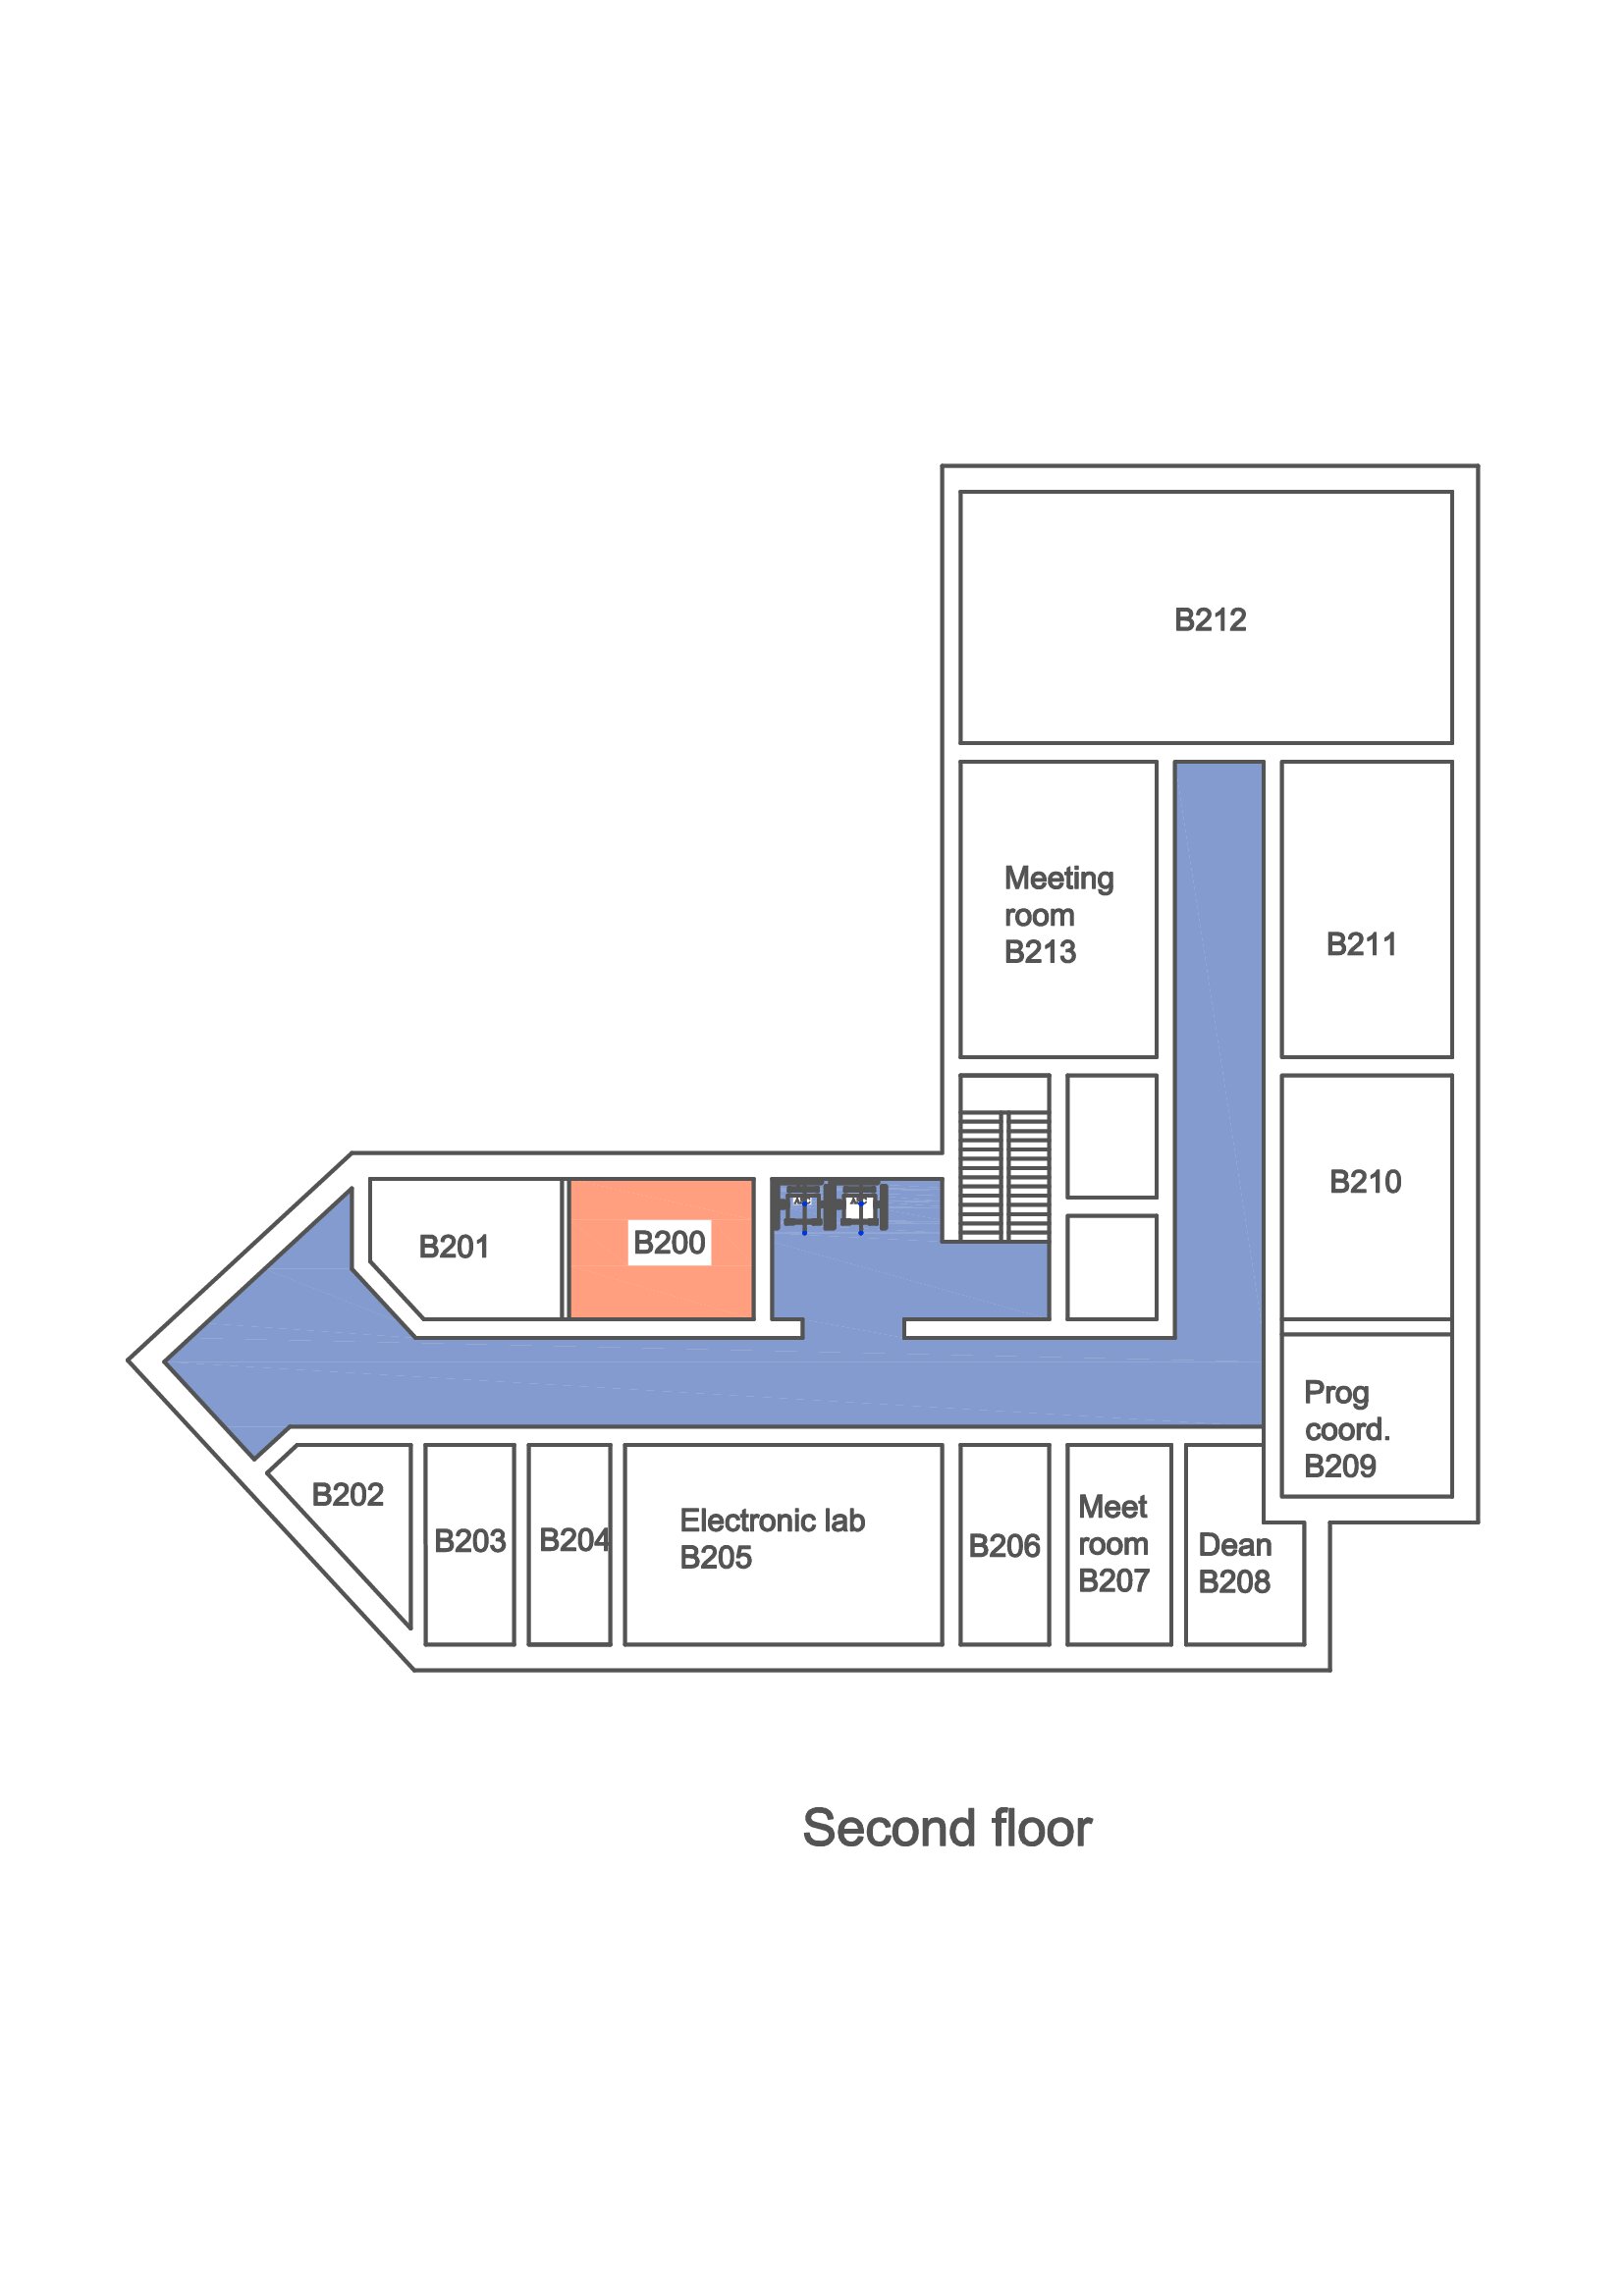 B212
Meeting
room
B213
B211
B210
B201
B200
Prog
coord.
B209
B202
B203
B204
Electronic lab
B205
B206
Meet
room
B207
Dean
B208
Second floor